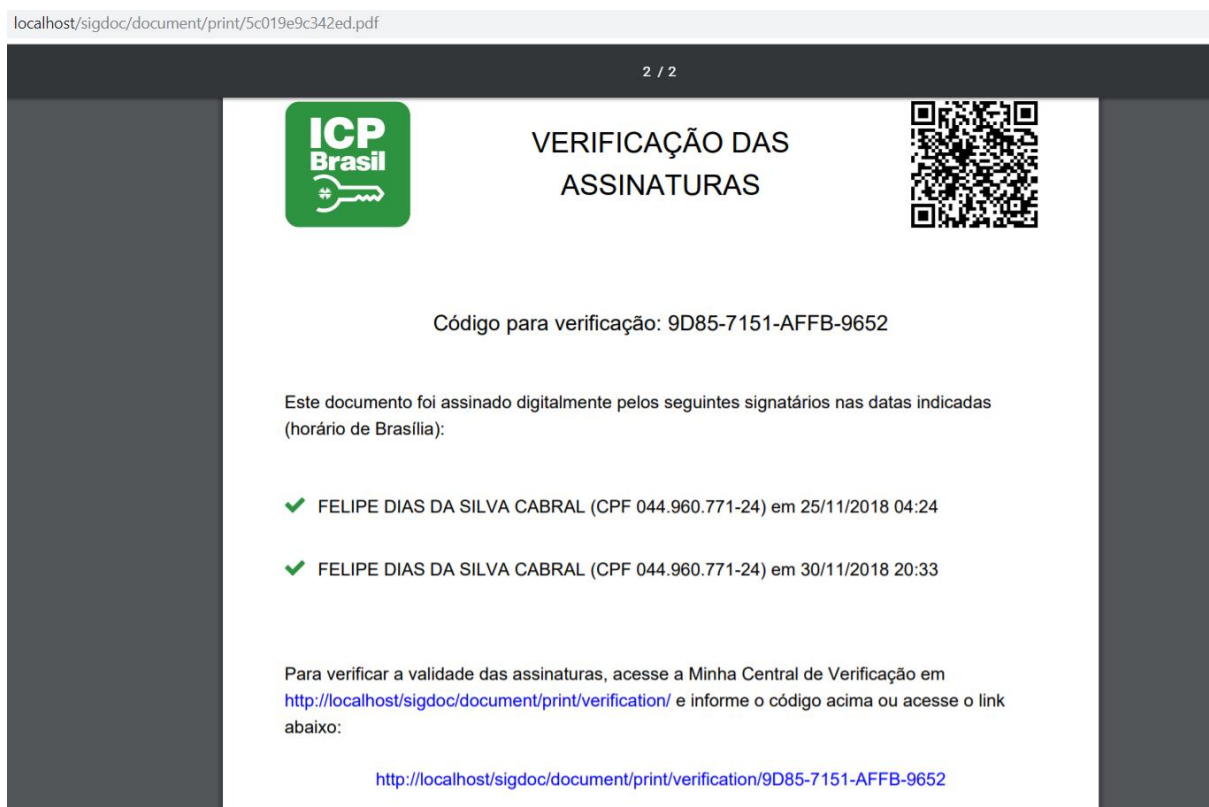 localhost/sigdoc/document/print/5c019e9c342ed.pdf
2 / 2
ICP
Brasil
VERIFICAÇÃO DAS
ASSINATURAS
Código para verificação: 9D85-7151-AFFB-9652
Este documento foi assinado digitalmente pelos seguintes signatários nas datas indicadas
(horário de Brasília):
FELIPE DIAS DA SILVA CABRAL (CPF 044.960.771-24) em 25/11/2018 04:24
FELIPE DIAS DA SILVA CABRAL (CPF 044.960.771-24) em 30/11/2018 20:33
Para verificar a validade das assinaturas, acesse a Minha Central de Verificação em
http://localhost/sigdoc/document/print/verification/ e informe o código acima ou acesse o link
abaixo:
http://localhost/sigdoc/document/print/verification/9D85-7151-AFFB-9652